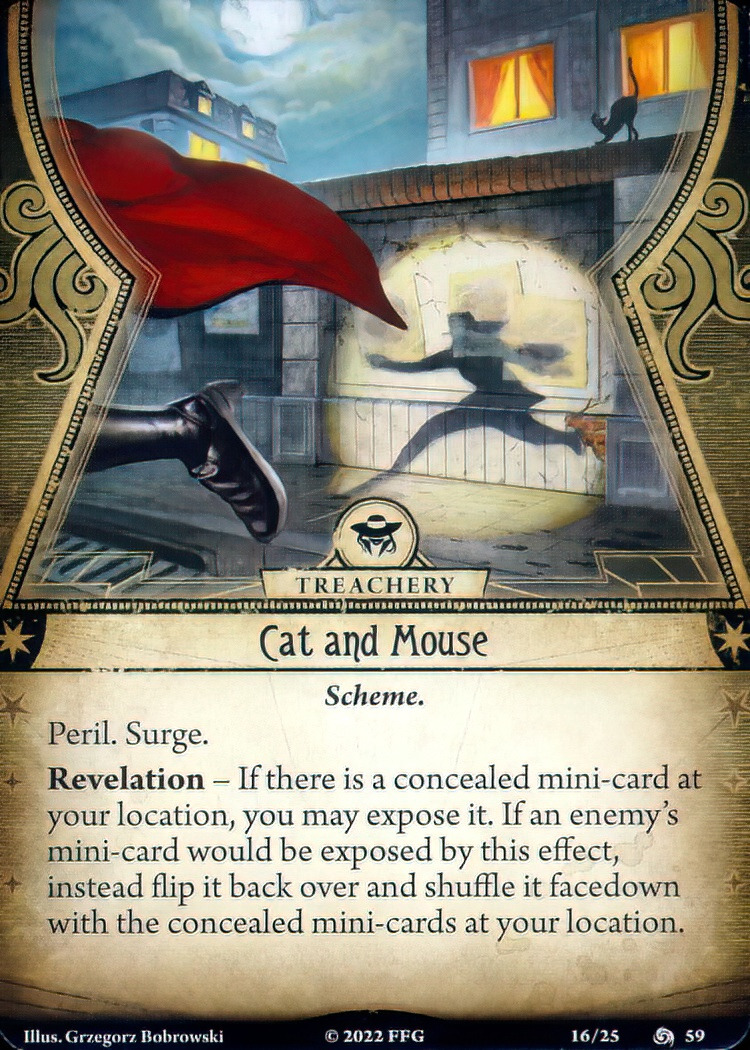 TREACHERY
Cat and Mouse
Scheme.
Peril. Surge.
Revelation – If there is a concealed mini-card at
your location, you may expose it. If an enemy’s
mini-card would be exposed by this effect,
instead flip it back over and shuffle it facedown
with the concealed mini-cards at your location.
Illus. Grzegorz Bobrowski © 2022 FFG 16/25 59